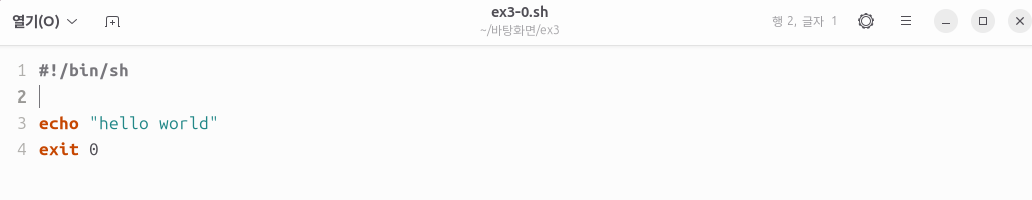 열기(O)
ex3-0.sh
~/바탕화면/ex3
행 2, 글자 1
1 #!/bin/sh
2
3 echo "hello world"
4 exit 0